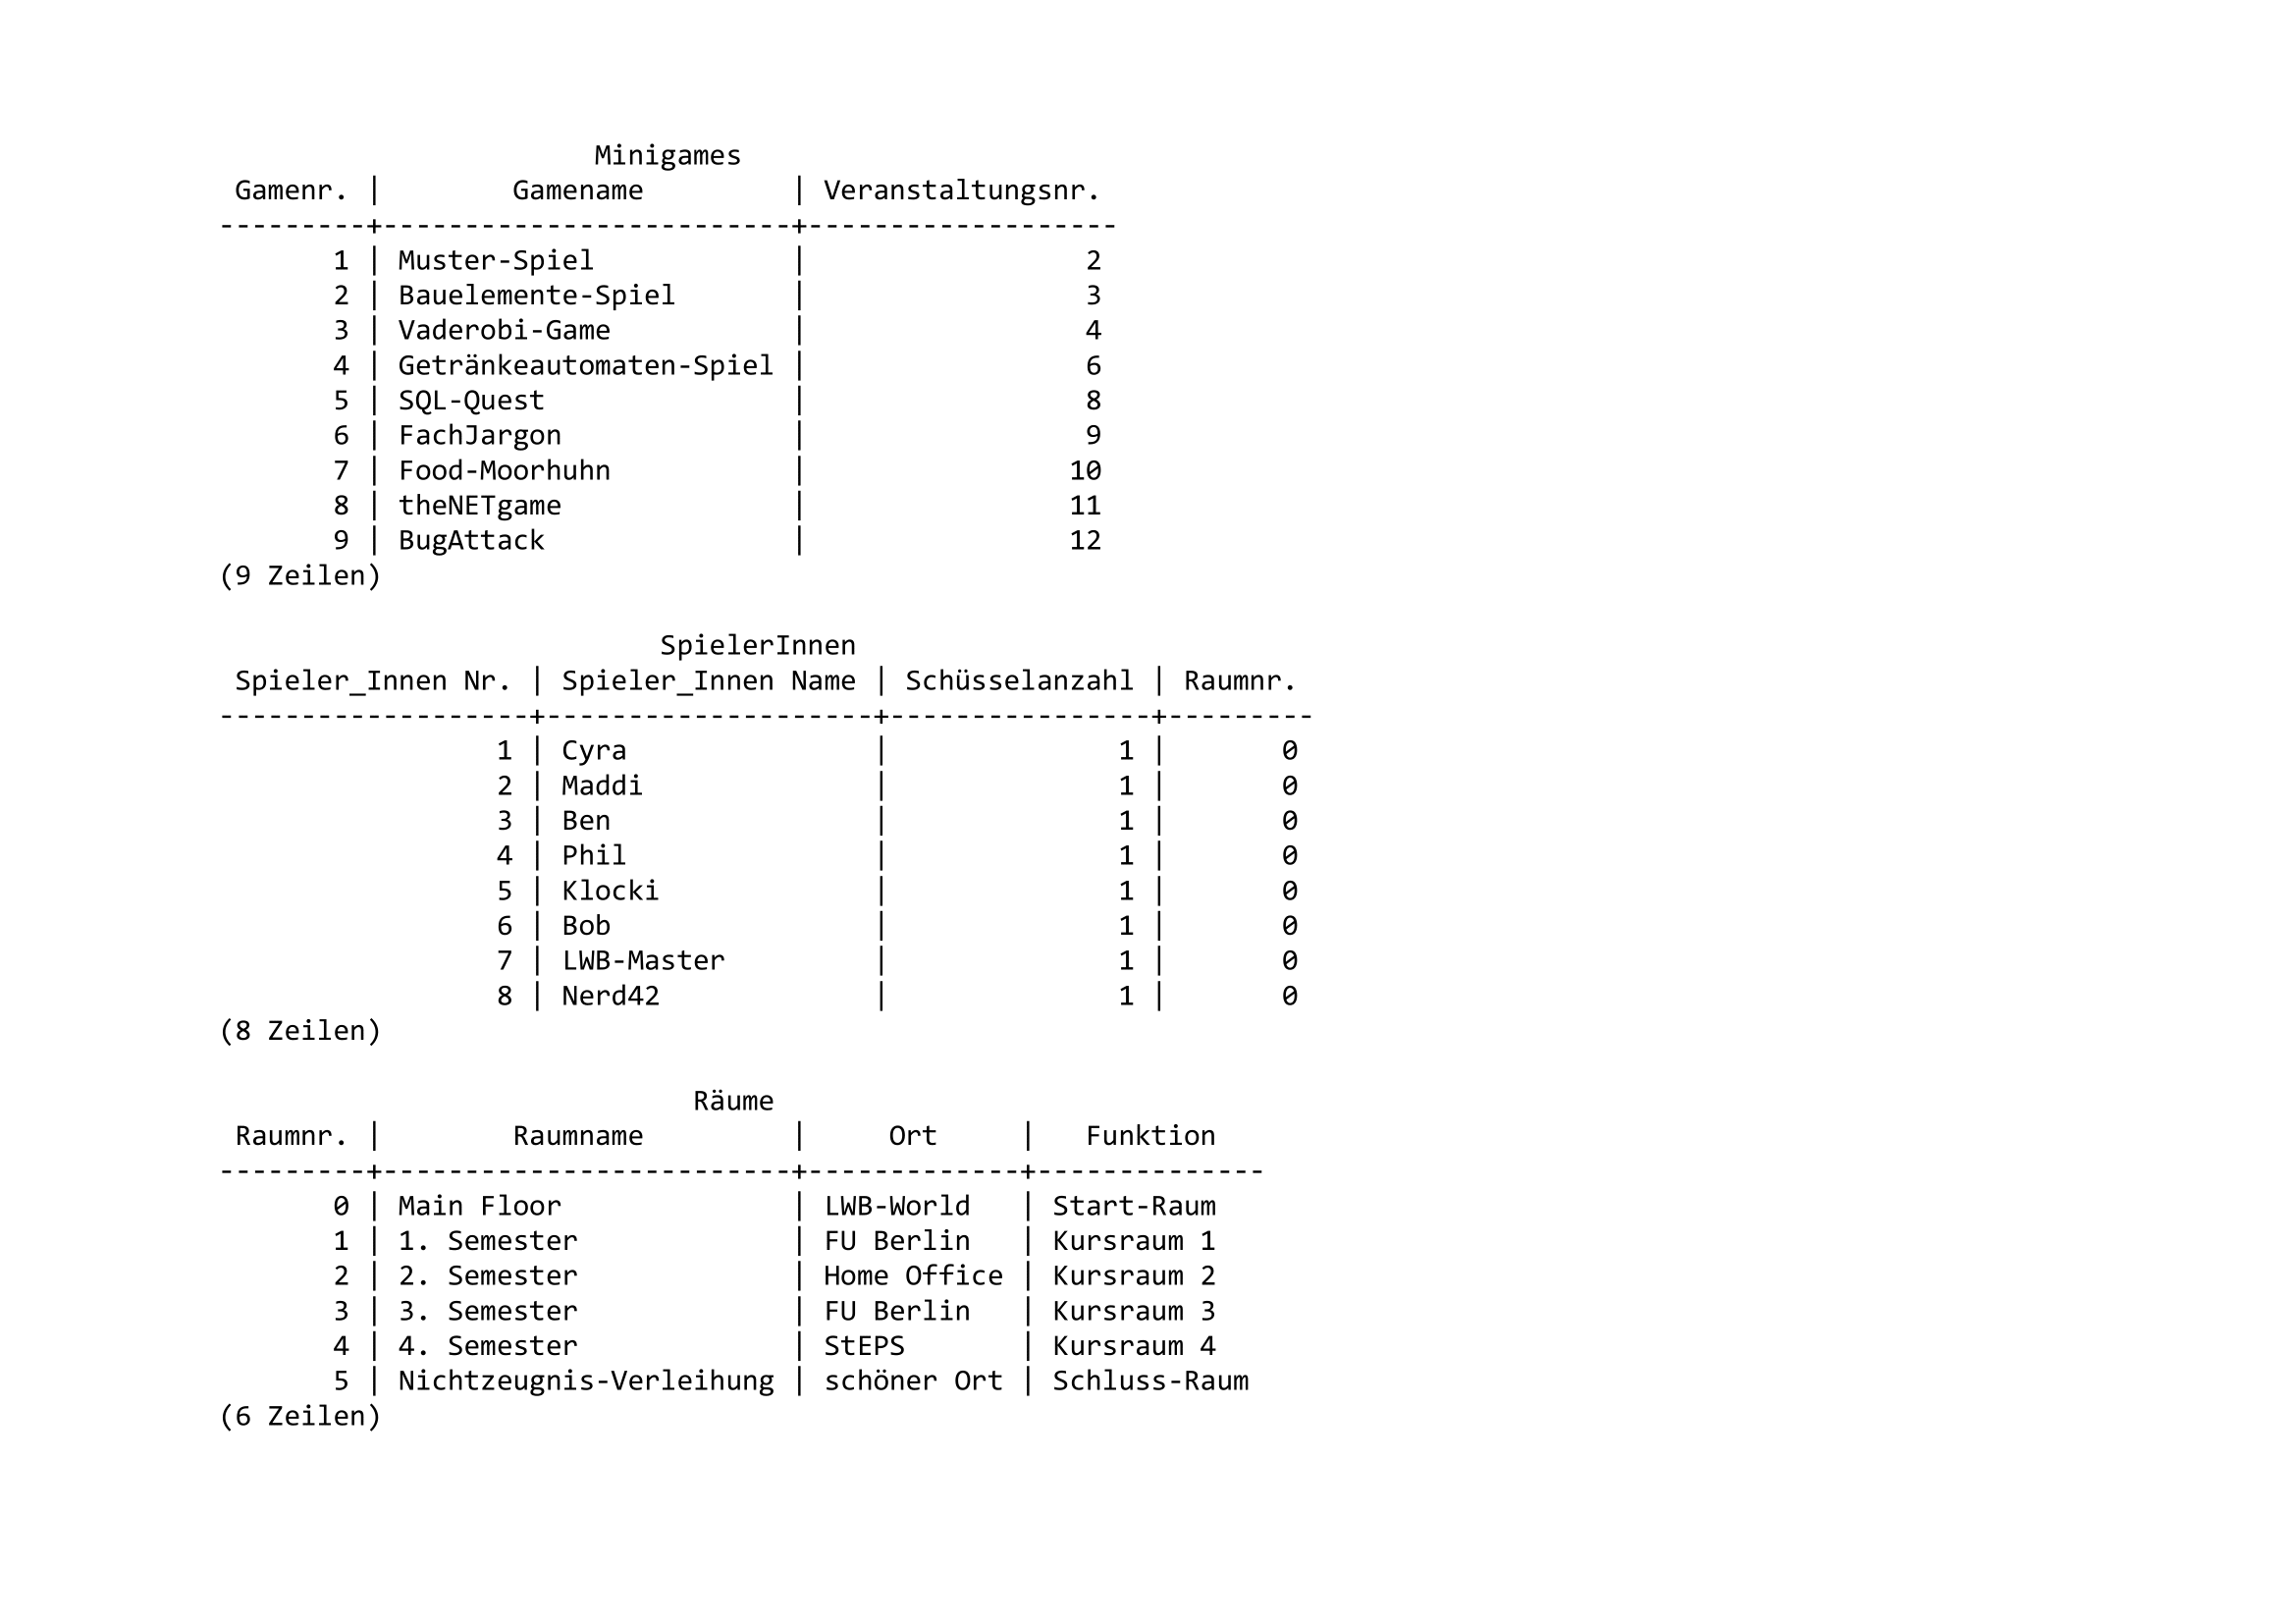 Minigames
Gamenr. | Gamename | Veranstaltungsnr.
---------+-------------------------+-------------------
1 | Muster-Spiel | 2
2 | Bauelemente-Spiel | 3
3 | Vaderobi-Game | 4
4 | Getränkeautomaten-Spiel | 6
5 | SQL-Quest | 8
6 | FachJargon | 9
7 | Food-Moorhuhn | 10
8 | theNETgame | 11
9 | BugAttack | 12
(9 Zeilen)
SpielerInnen
Spieler_Innen Nr. | Spieler_Innen Name | Schüsselanzahl | Raumnr.
-------------------+--------------------+----------------+---------
1 | Cyra | 1 | 0
2 | Maddi | 1 | 0
3 | Ben | 1 | 0
4 | Phil | 1 | 0
5 | Klocki | 1 | 0
6 | Bob | 1 | 0
7 | LWB-Master | 1 | 0
8 | Nerd42 | 1 | 0
(8 Zeilen)
Räume
Raumnr. | Raumname | Ort | Funktion
---------+-------------------------+-------------+--------------
0 | Main Floor | LWB-World | Start-Raum
1 | 1. Semester | FU Berlin | Kursraum 1
2 | 2. Semester | Home Office | Kursraum 2
3 | 3. Semester | FU Berlin | Kursraum 3
4 | 4. Semester | StEPS | Kursraum 4
5 | Nichtzeugnis-Verleihung | schöner Ort | Schluss-Raum
(6 Zeilen)